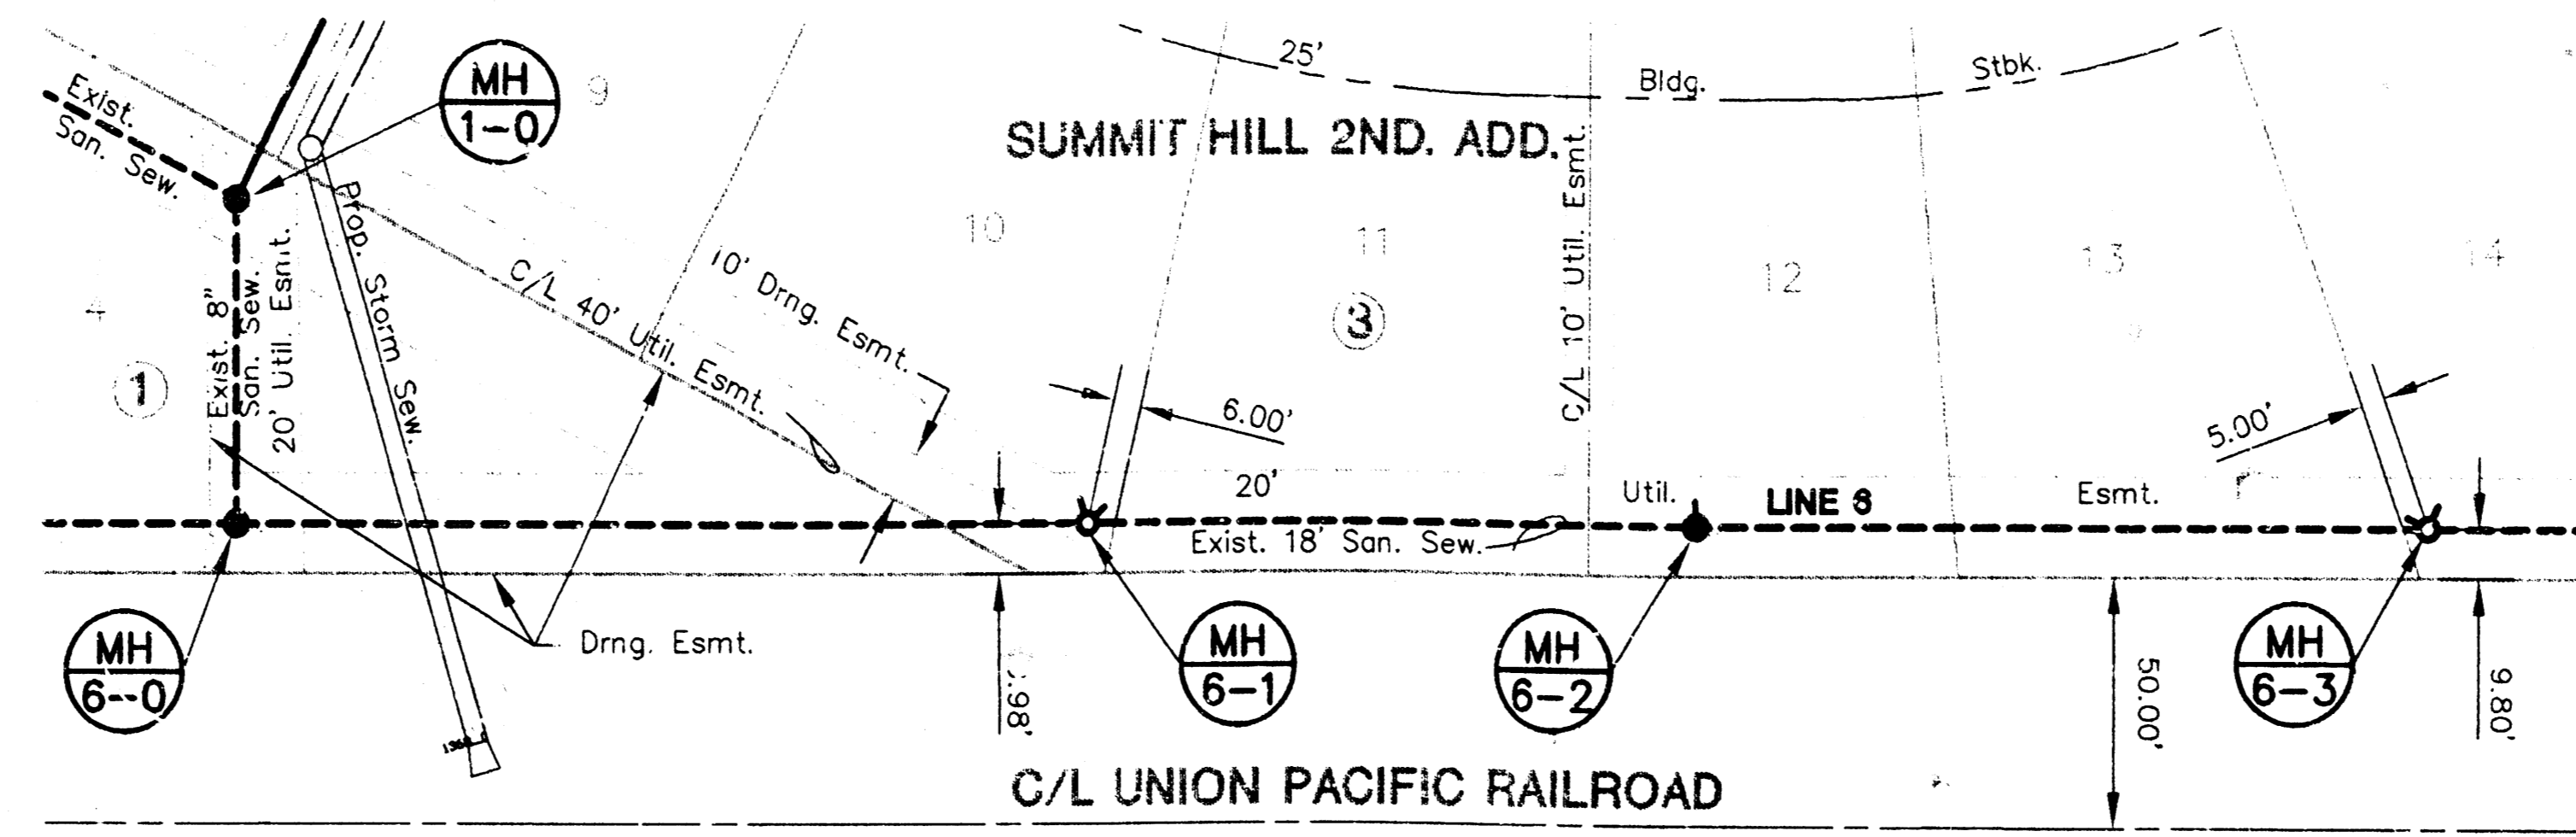 25'
Bldg.
Stbk.
SUMMIT HILL 2ND. ADD.
Exist.
San. Sew.
MH
1-0
9
10
11
12
13
14
4
3
1
Exist. 8"
San. Sew.
20' Util. Esmt.
Prop. Storm Sew.
C/L 40' Util. Esmt.
10' Drng. Esmt.
C/L 10' Util. Esmt.
6.00'
5.00'
20'
Util.
LINE 6
Esmt.
Exist. 18' San. Sew.
MH
6-0
Drng. Esmt.
MH
6-1
MH
6-2
MH
6-3
50.00'
9.80'
C/L UNION PACIFIC RAILROAD